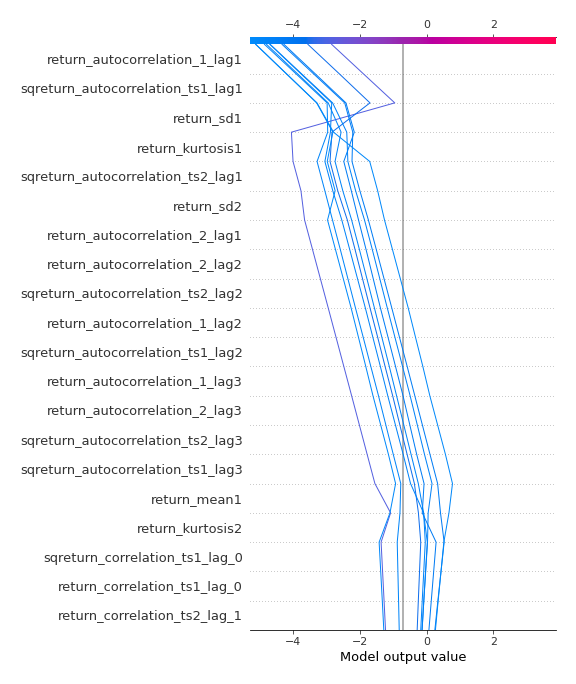 −4 −2 0 2
return_autocorrelation_1_lag1
sqreturn_autocorrelation_ts1_lag1
return_sd1
return_kurtosis1
sqreturn_autocorrelation_ts2_lag1
return_sd2
return_autocorrelation_2_lag1
return_autocorrelation_2_lag2
sqreturn_autocorrelation_ts2_lag2
return_autocorrelation_1_lag2
sqreturn_autocorrelation_ts1_lag2
return_autocorrelation_1_lag3
return_autocorrelation_2_lag3
sqreturn_autocorrelation_ts2_lag3
sqreturn_autocorrelation_ts1_lag3
return_mean1
return_kurtosis2
sqreturn_correlation_ts1_lag_0
return_correlation_ts1_lag_0
return_correlation_ts2_lag_1
−4 −2 0 2
Model output value